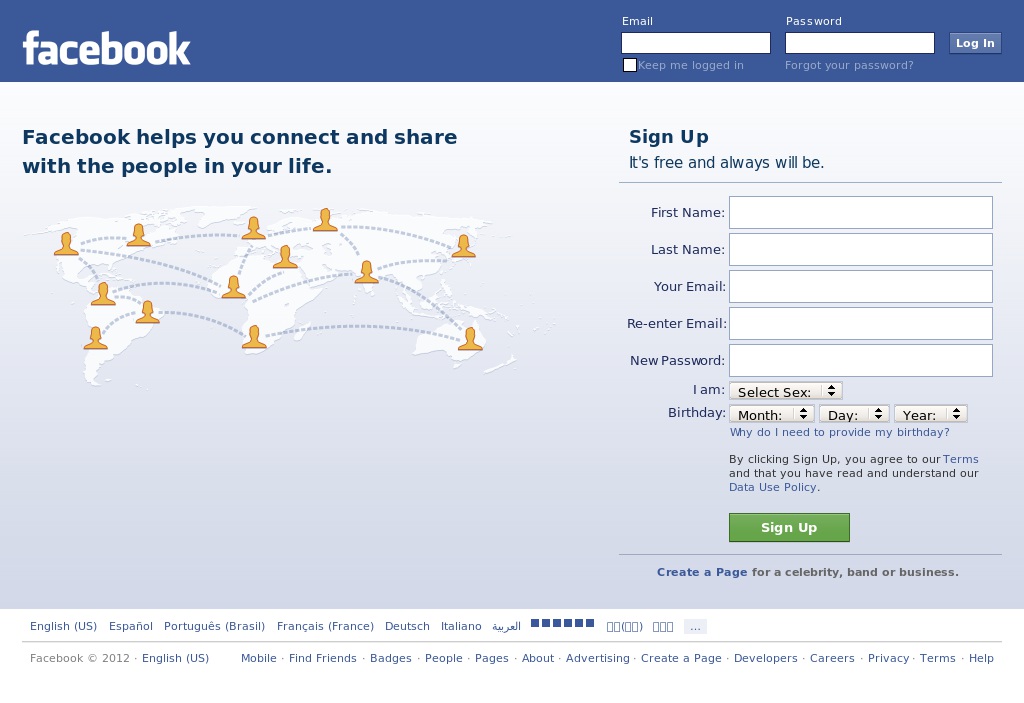 facebook
Email
Password
Log In
Keep me logged in
Forgot your password?
Facebook helps you connect and share
with the people in your life.
Sign Up
It's free and always will be.
First Name:
Last Name:
Your Email:
Re-enter Email:
New Password:
I am:
Select Sex:
Birthday:
Month:
Day:
Year:
Why do I need to provide my birthday?
By clicking Sign Up, you agree to our Terms
and that you have read and understand our
Data Use Policy.
Sign Up
Create a Page for a celebrity, band or business.
English (US) Español Português (Brasil) Français (France) Deutsch Italiano العربية ...
Facebook © 2012 · English (US)
Mobile · Find Friends · Badges · People · Pages · About · Advertising · Create a Page · Developers · Careers · Privacy · Terms · Help